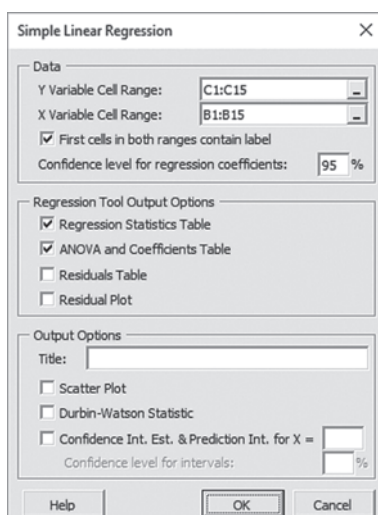 Simple Linear Regression
Data
Y Variable Cell Range: C1:C15
X Variable Cell Range: B1:B15
First cells in both ranges contain label
Confidence level for regression coefficients: 95 %
Regression Tool Output Options
Regression Statistics Table
ANOVA and Coefficients Table
Residuals Table
Residual Plot
Output Options
Title:
Scatter Plot
Durbin-Watson Statistic
Confidence Int. Est. & Prediction Int. for X =
Confidence level for intervals: %
Help OK Cancel